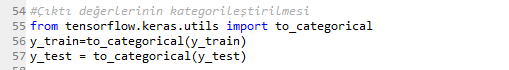 54 #Çıktı değerlerinin kategorileştirilmesi
55 from tensorflow.keras.utils import to_categorical
56 y_train=to_categorical(y_train)
57 y_test = to_categorical(y_test)